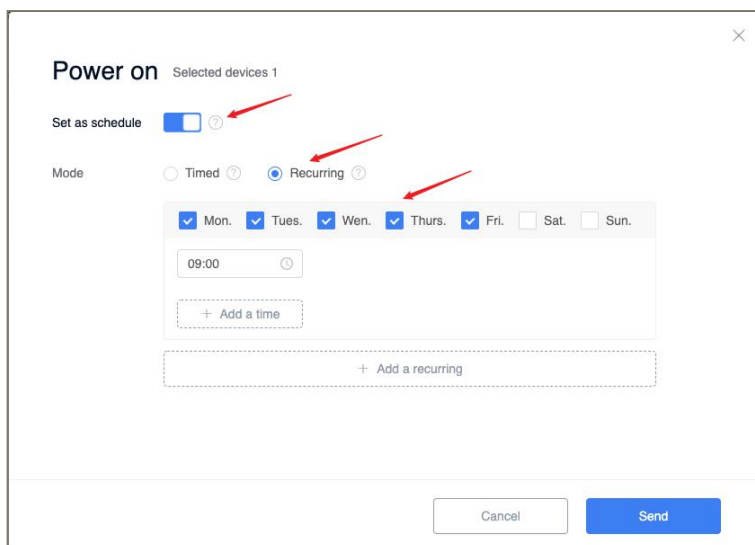 Power on Selected devices 1
Set as schedule ?
Mode Timed ? Recurring ?
Mon. Tues. Wen. Thurs. Fri. Sat. Sun.
09:00
+ Add a time
+ Add a recurring
Cancel Send